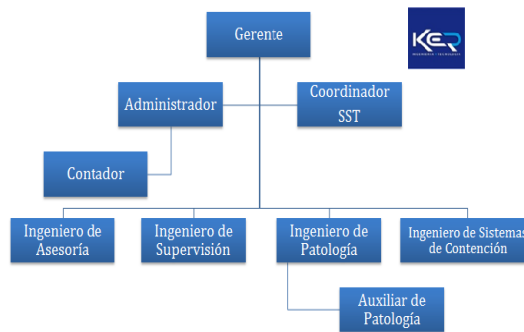 Gerente
KER
Administrador
Coordinador
SST
Contador
Ingeniero de
Asesoría
Ingeniero de
Supervisión
Ingeniero de
Patología
Ingeniero de Sistemas
de Contención
Auxiliar de
Patología